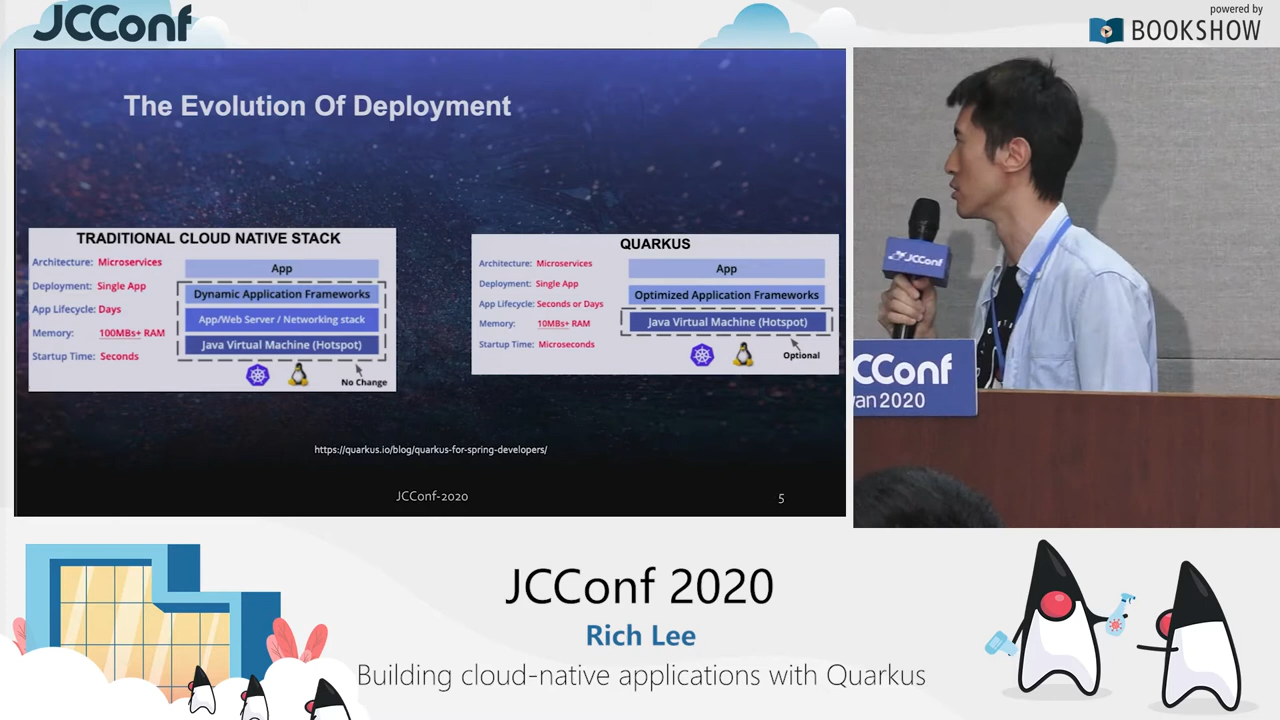 JCConf
powered by
BOOKSHOW
The Evolution Of Deployment
TRADITIONAL CLOUD NATIVE STACK
Architecture: Microservices
Deployment: Single App
App Lifecycle: Days
Memory: 100MBs+ RAM
Startup Time: Seconds
App
Dynamic Application Frameworks
App/Web Server / Networking stack
Java Virtual Machine (Hotspot)
No Change
QUARKUS
Architecture: Microservices
Deployment: Single App
App Lifecycle: Seconds or Days
Memory: 10MBs+ RAM
Startup Time: Microseconds
App
Optimized Application Frameworks
Java Virtual Machine (Hotspot)
Optional
https://quarkus.io/blog/quarkus-for-spring-developers/
JCConf-2020
5
JCConf
CConf
wan 2020
JCConf 2020
Rich Lee
Building cloud-native applications with Quarkus